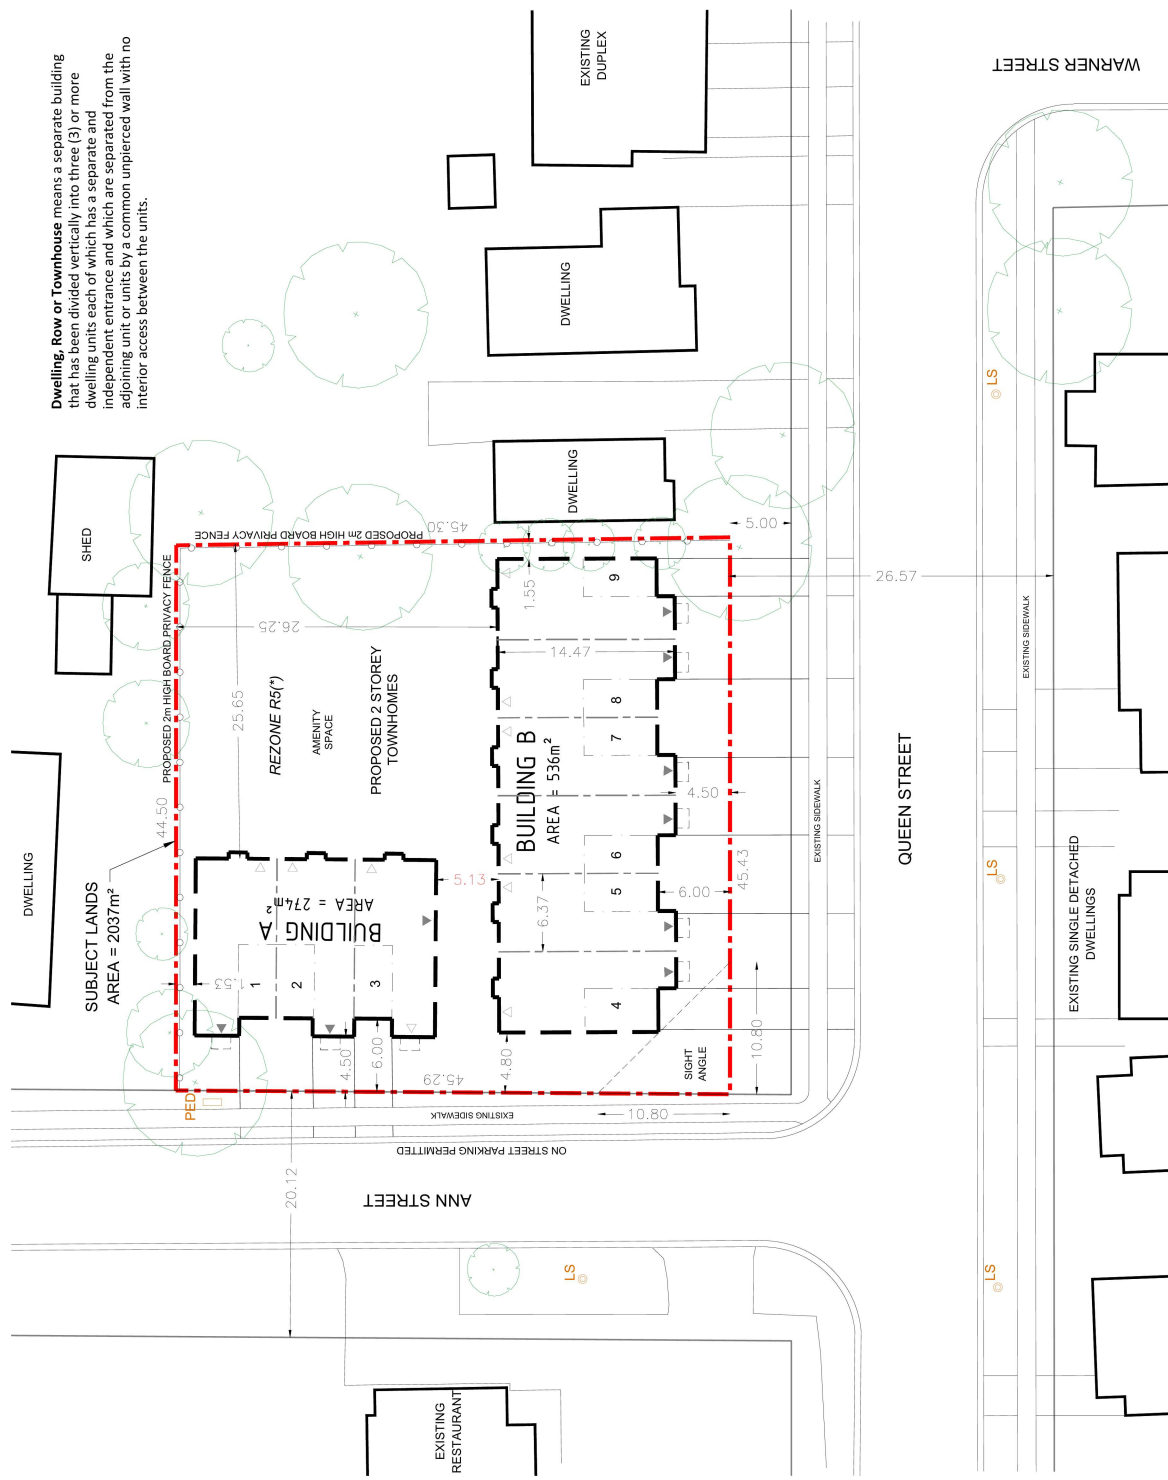 Dwelling, Row or Townhouse means a separate building
that has been divided vertically into three (3) or more
dwelling units each of which has a separate and
independent entrance and which are separated from the
adjoining unit or units by a common unpierced wall with no
interior access between the units.
EXISTING
DUPLEX
WARNER STREET
DWELLING
LS
SHED
DWELLING
PROPOSED 2m HIGH BOARD PRIVACY FENCE
45.30
5.00
26.57
PROPOSED 2m HIGH BOARD PRIVACY FENCE
44.50
26.25
25.65
1.55
14.47
9
REZONE R5(*)
AMENITY
SPACE
PROPOSED 2 STOREY
TOWNHOMES
8
7
BUILDING B
AREA = 536m²
4.50
EXISTING SIDEWALK
EXISTING SIDEWALK
QUEEN STREET
DWELLING
SUBJECT LANDS
AREA = 2037m²
BUILDING A
AREA = 274m²
5.13
6.37
6
5
6.00
45.43
LS
EXISTING SINGLE DETACHED
DWELLINGS
1.53
1
2
3
4
4.50
6.00
45.29
4.80
SIGHT
ANGLE
10.80
10.80
PED
EXISTING SIDEWALK
ON STREET PARKING PERMITTED
20.12
ANN STREET
LS
LS
EXISTING
RESTAURANT